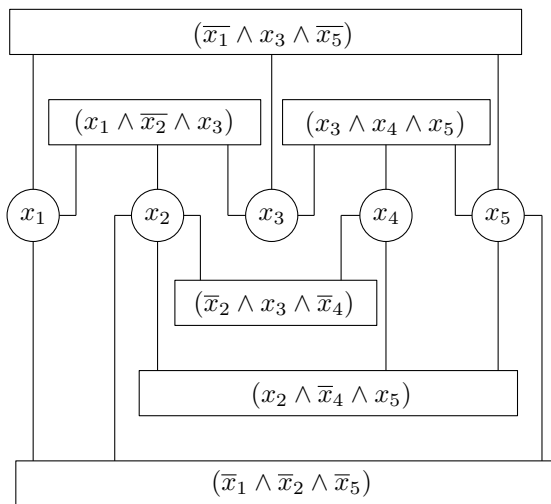 (x̅₁ ∧ x₃ ∧ x̅₅)
(x₁ ∧ x̅₂ ∧ x₃) (x₃ ∧ x₄ ∧ x₅)
x₁ x₂ x₃ x₄ x₅
(x̅₂ ∧ x₃ ∧ x̅₄)
(x₂ ∧ x̅₄ ∧ x₅)
(x̅₁ ∧ x̅₂ ∧ x̅₅)